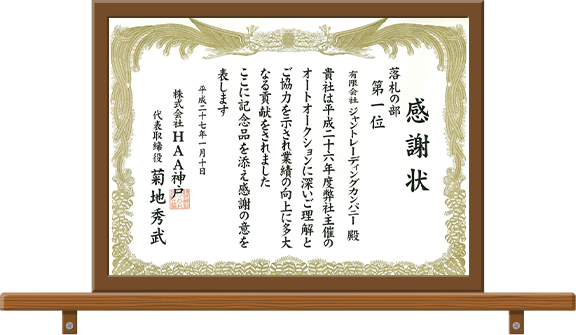 感謝状
落札の部
第一位
有限会社 ジャントレーディングカンパニー 殿
貴社は平成二十六年度弊社主催の
オートオークションに深いご理解と
ご協力を示され業績の向上に多大
なる貢献をされました
ここに記念品を添え感謝の意を
表します
平成二十七年一月十日
株式会社ＨＡＡ神戸
代表取締役 菊地秀武